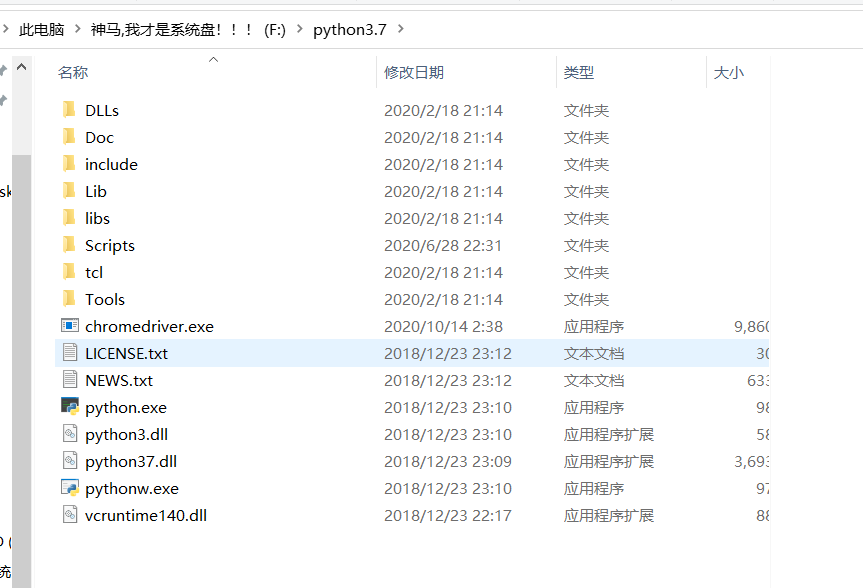 此电脑 > 神马,我才是系统盘！！！ (F:) > python3.7 >
名称 修改日期 类型 大小
DLLs 2020/2/18 21:14 文件夹
Doc 2020/2/18 21:14 文件夹
include 2020/2/18 21:14 文件夹
Lib 2020/2/18 21:14 文件夹
libs 2020/2/18 21:14 文件夹
Scripts 2020/6/28 22:31 文件夹
tcl 2020/2/18 21:14 文件夹
Tools 2020/2/18 21:14 文件夹
chromedriver.exe 2020/10/14 2:38 应用程序 9,860
LICENSE.txt 2018/12/23 23:12 文本文档 30
NEWS.txt 2018/12/23 23:12 文本文档 633
python.exe 2018/12/23 23:10 应用程序 98
python3.dll 2018/12/23 23:10 应用程序扩展 58
python37.dll 2018/12/23 23:09 应用程序扩展 3,693
pythonw.exe 2018/12/23 23:10 应用程序 97
vcruntime140.dll 2018/12/23 22:17 应用程序扩展 88